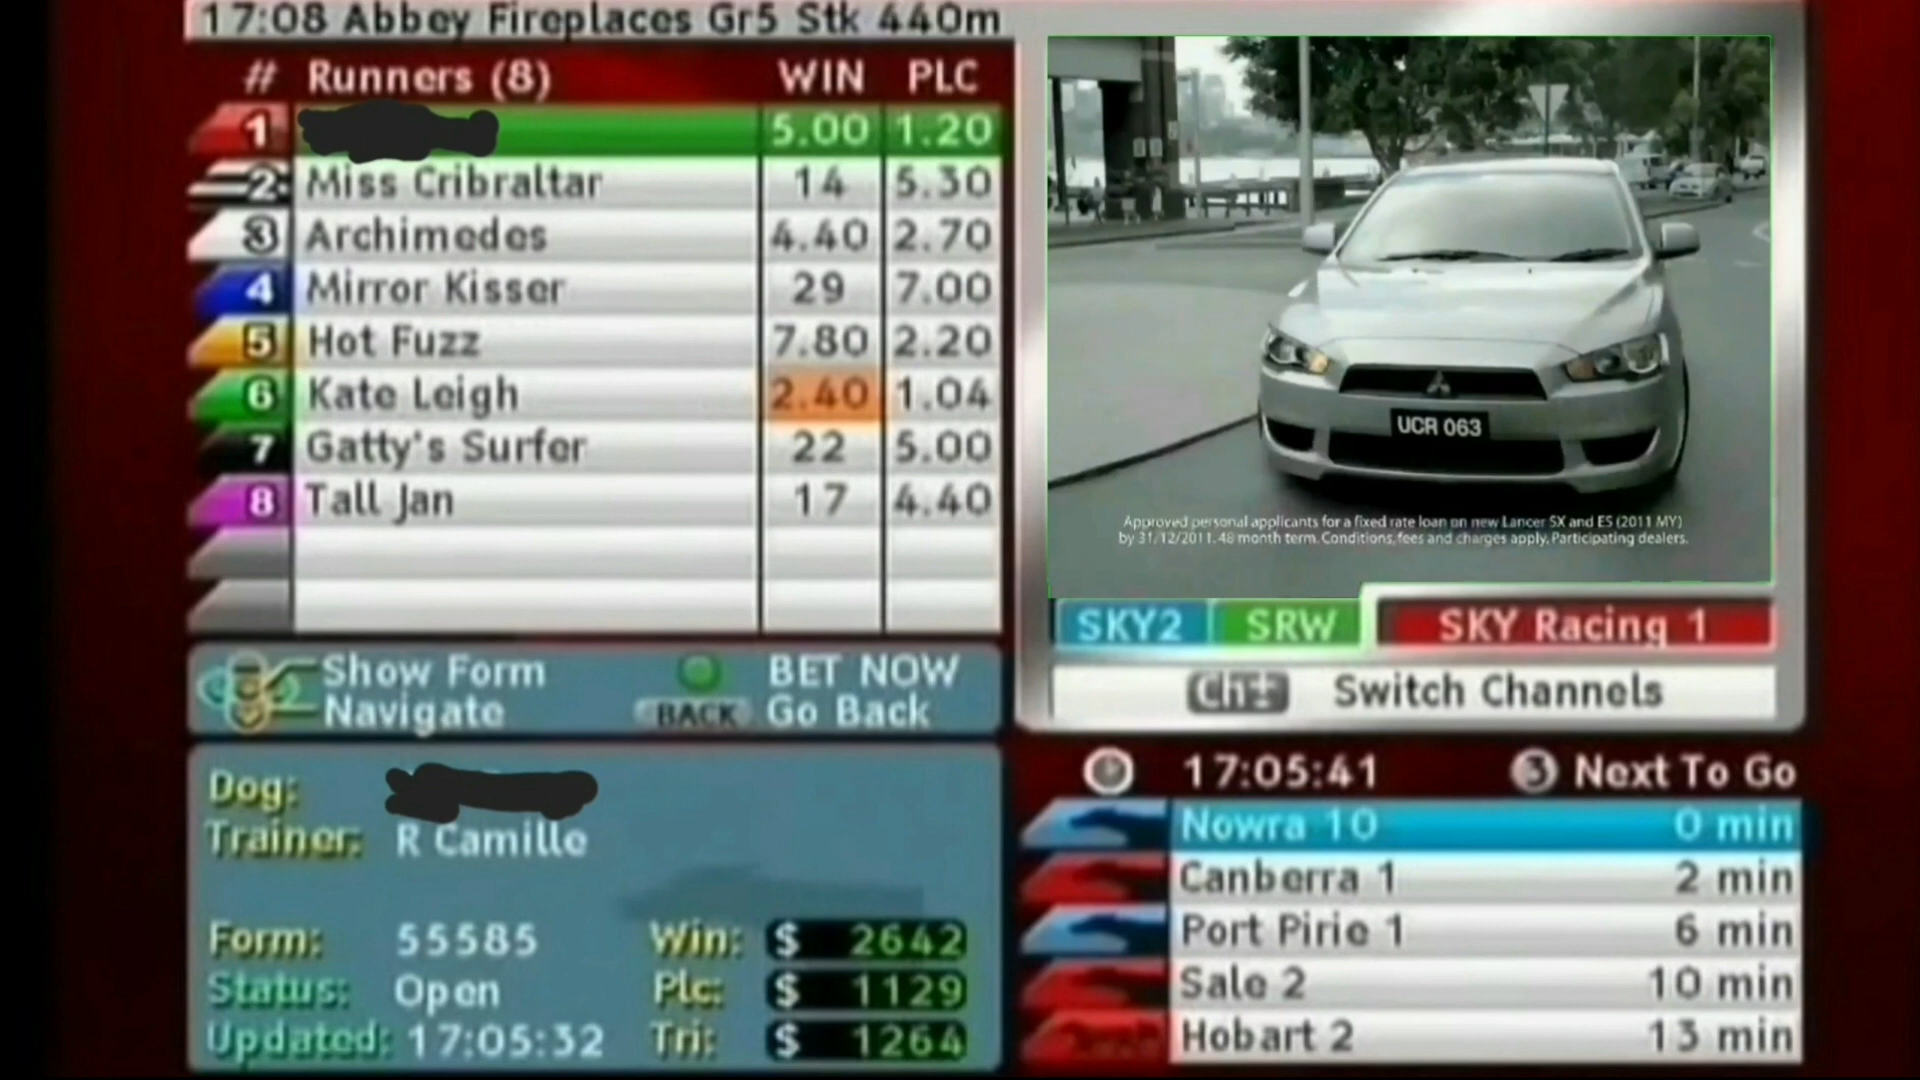 17:08 Abbey Fireplaces Gr5 Stk 440m
# Runners (8) WIN PLC
1 5.00 1.20
2 Miss Cribraltar 14 5.30
3 Archimedes 4.40 2.70
4 Mirror Kisser 29 7.00
5 Hot Fuzz 7.80 2.20
6 Kate Leigh 2.40 1.04
7 Gatty's Surfer 22 5.00
8 Tall Jan 17 4.40
Show Form BET NOW
Navigate BACK Go Back
Dog:
Trainer: R Camille
Form: 55585 Win: $ 2642
Status: Open Plc: $ 1129
Updated: 17:05:32 Tri: $ 1264
UCR 063
Approved personal applicants for a fixed rate loan on new Lancer SX and ES (2011 MY)
by 31/12/2011. 48 month term. Conditions, fees and charges apply. Participating dealers.
SKY2 SRW SKY Racing 1
Ch± Switch Channels
17:05:41 3 Next To Go
Nowra 10 0 min
Canberra 1 2 min
Port Pirie 1 6 min
Sale 2 10 min
Hobart 2 13 min